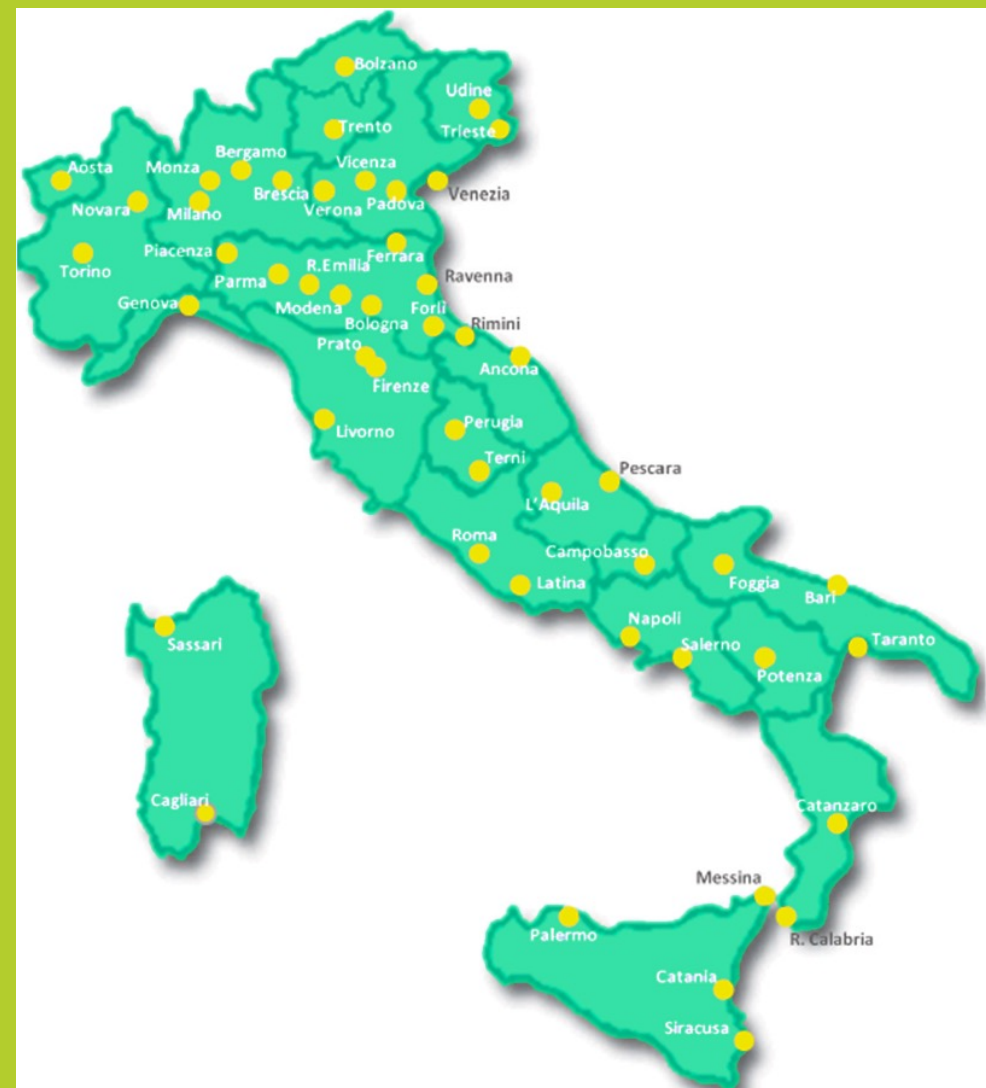 Bolzano
Udine
Trento
Trieste
Bergamo
Vicenza
Aosta
Monza
Brescia
Padova
Venezia
Novara
Milano
Verona
Piacenza
Ferrara
R.Emilia
Torino
Parma
Ravenna
Genova
Modena
Forlì
Bologna
Rimini
Prato
Ancona
Firenze
Perugia
Livorno
Terni
Pescara
L'Aquila
Roma
Campobasso
Latina
Foggia
Bari
Napoli
Taranto
Sassari
Salerno
Potenza
Cagliari
Catanzaro
Messina
Palermo
R. Calabria
Catania
Siracusa